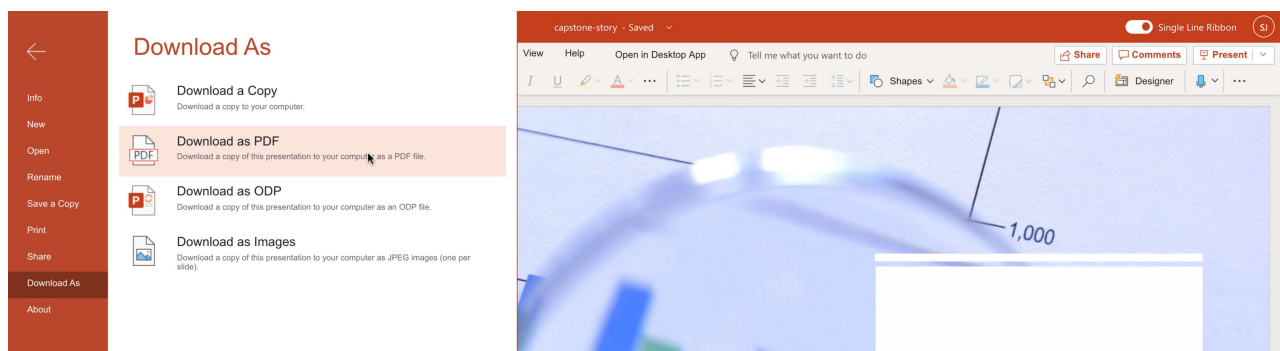 Download As
Info
New
Open
Rename
Save a Copy
Print
Share
Download As
About
Download a Copy
Download a copy to your computer.
PDF
Download as PDF
Download a copy of this presentation to your computer as a PDF file.
P
Download as ODP
Download a copy of this presentation to your computer as an ODP file.
Download as Images
Download a copy of this presentation to your computer as JPEG images (one per
slide).
capstone-story - Saved
Single Line Ribbon
SJ
View Help Open in Desktop App Tell me what you want to do Share Comments Present
I U A Shapes Designer
1,000